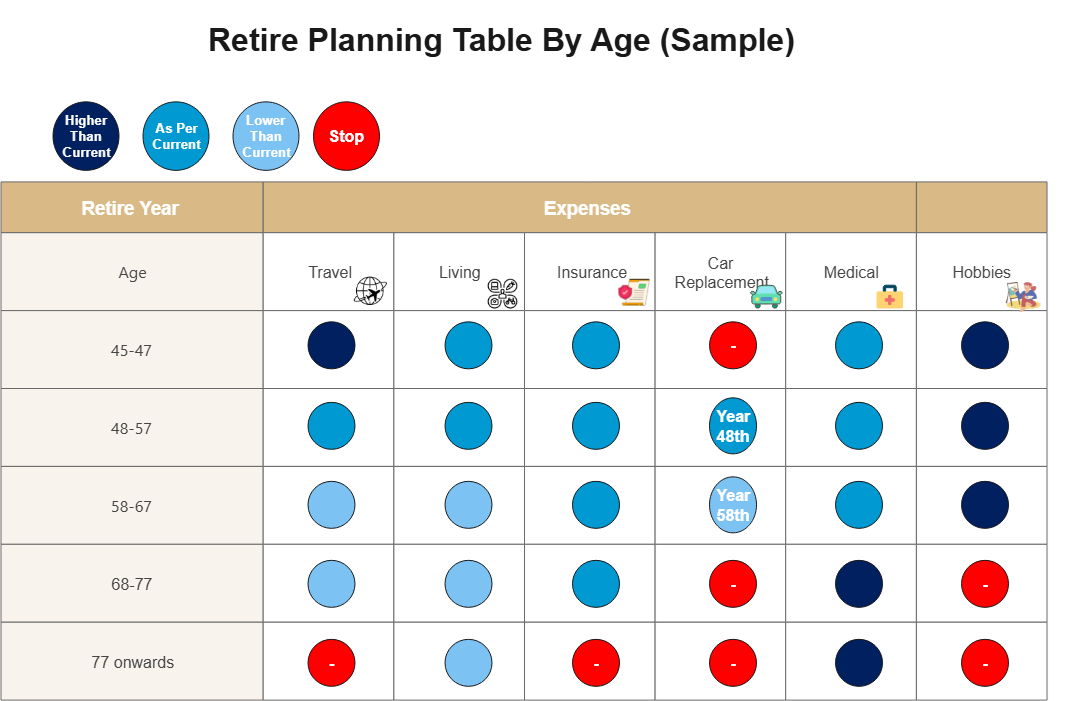 Retire Planning Table By Age (Sample)
Higher
Than
Current
As Per
Current
Lower
Than
Current
Stop
Retire Year
Expenses
Age
Travel
Living
Insurance
Car
Replacement
Medical
Hobbies
45-47
-
48-57
Year
48th
58-67
Year
58th
68-77
-
-
77 onwards
-
-
-
-